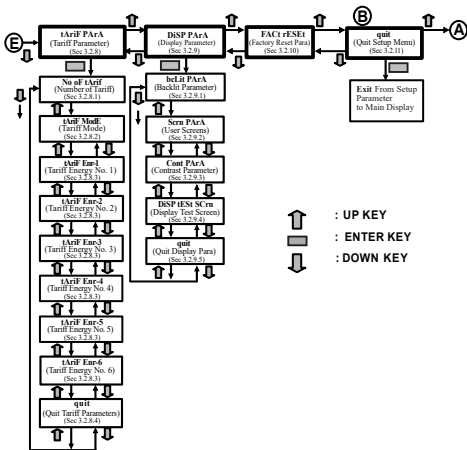 B
E
A
tAriF PArA
(Tariff Parameter)
(Sec 3.2.8)
DiSP PArA
(Display Parameter)
(Sec 3.2.9)
FACt rESEt
(Factory Reset Para)
(Sec 3.2.10)
quit
(Quit Setup Menu)
(Sec 3.2.11)
No oF tArif
(Number of Tariff)
(Sec 3.2.8.1)
tAriF ModE
(Tariff Mode)
(Sec 3.2.8.2)
tAriF Enr-1
(Tariff Energy No. 1)
(Sec 3.2.8.3)
tAriF Enr-2
(Tariff Energy No. 2)
(Sec 3.2.8.3)
tAriF Enr-3
(Tariff Energy No. 3)
(Sec 3.2.8.3)
tAriF Enr-4
(Tariff Energy No. 4)
(Sec 3.2.8.3)
tAriF Enr-5
(Tariff Energy No. 5)
(Sec 3.2.8.3)
tAriF Enr-6
(Tariff Energy No. 6)
(Sec 3.2.8.3)
quit
(Quit Tariff Parameters)
(Sec 3.2.8.4)
bcLit PArA
(Backlit Parameter)
(Sec 3.2.9.1)
Scrn PArA
(User Screens)
(Sec 3.2.9.2)
Cont PArA
(Contrast Parameter)
(Sec 3.2.9.3)
DiSP tESt SCrn
(Display Test Screen)
(Sec 3.2.9.4)
quit
(Quit Display Para)
(Sec 3.2.9.5)
Exit From Setup
Parameter
to Main Display
: UP KEY
: ENTER KEY
: DOWN KEY